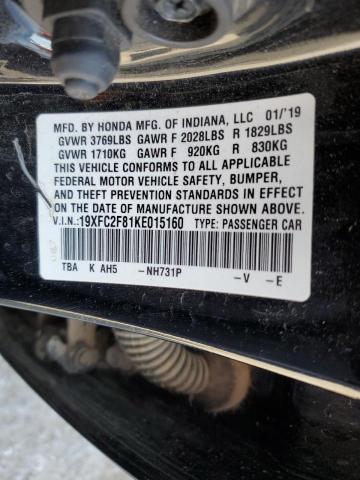 MFD. BY HONDA MFG. OF INDIANA, LLC 01/'19
GVWR 3769LBS GAWR F 2028LBS R 1829LBS
GVWR 1710KG GAWR F 920KG R 830KG
THIS VEHICLE CONFORMS TO ALL APPLICABLE
FEDERAL MOTOR VEHICLE SAFETY, BUMPER,
AND THEFT PREVENTION STANDARDS IN EFFECT
ON THE DATE OF MANUFACTURE SHOWN ABOVE.
V.I.N.:19XFC2F81KE015160 TYPE: PASSENGER CAR
TBA K AH5 -NH731P -V -E